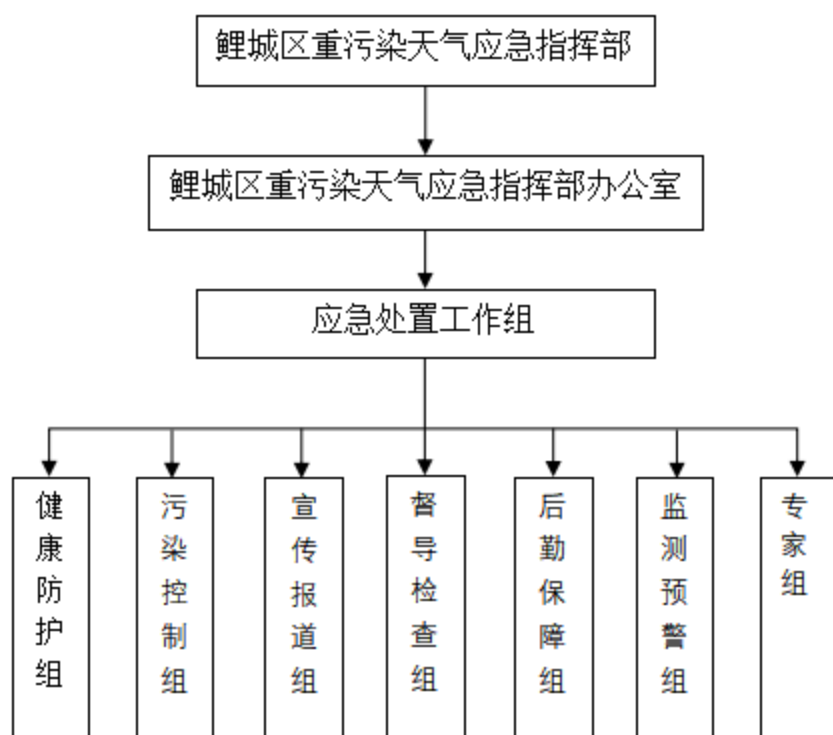 鲤城区重污染天气应急指挥部
鲤城区重污染天气应急指挥部办公室
应急处置工作组
健康防护组
污染控制组
宣传报道组
督导检查组
后勤保障组
监测预警组
专家组